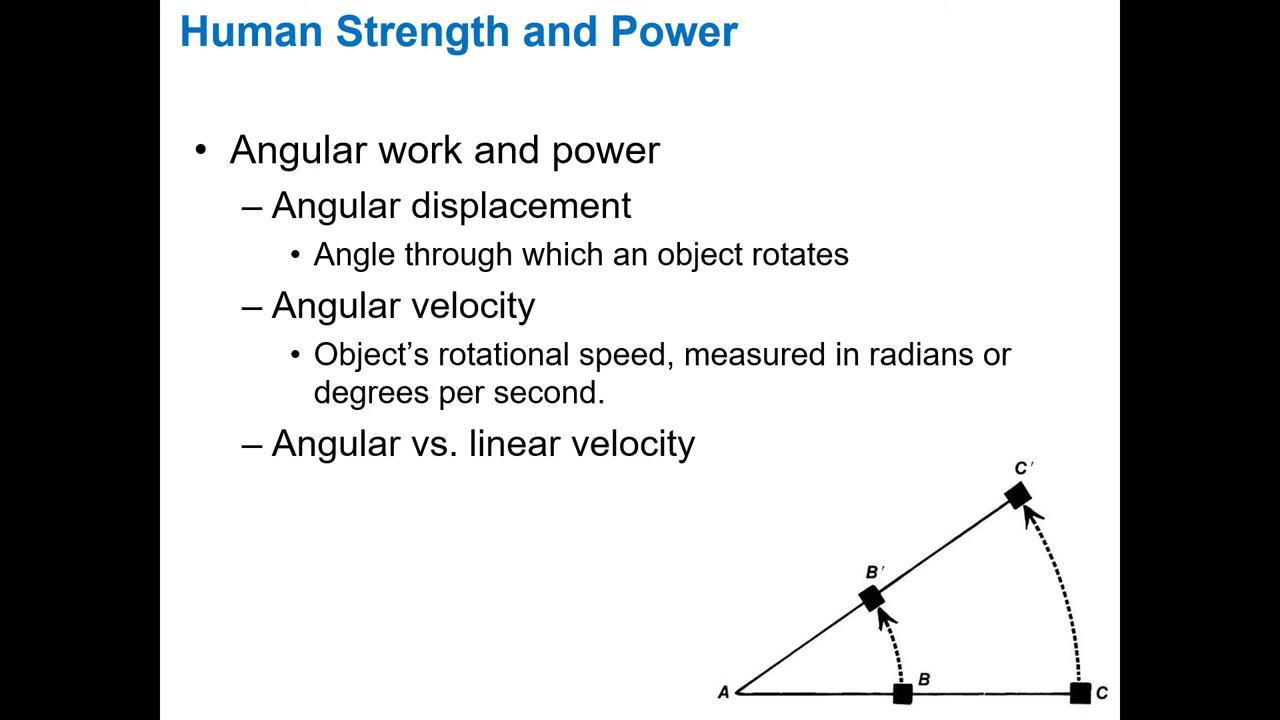 Human Strength and Power
• Angular work and power
– Angular displacement
• Angle through which an object rotates
– Angular velocity
• Object’s rotational speed, measured in radians or
degrees per second.
– Angular vs. linear velocity
C'
B'
A
B
C